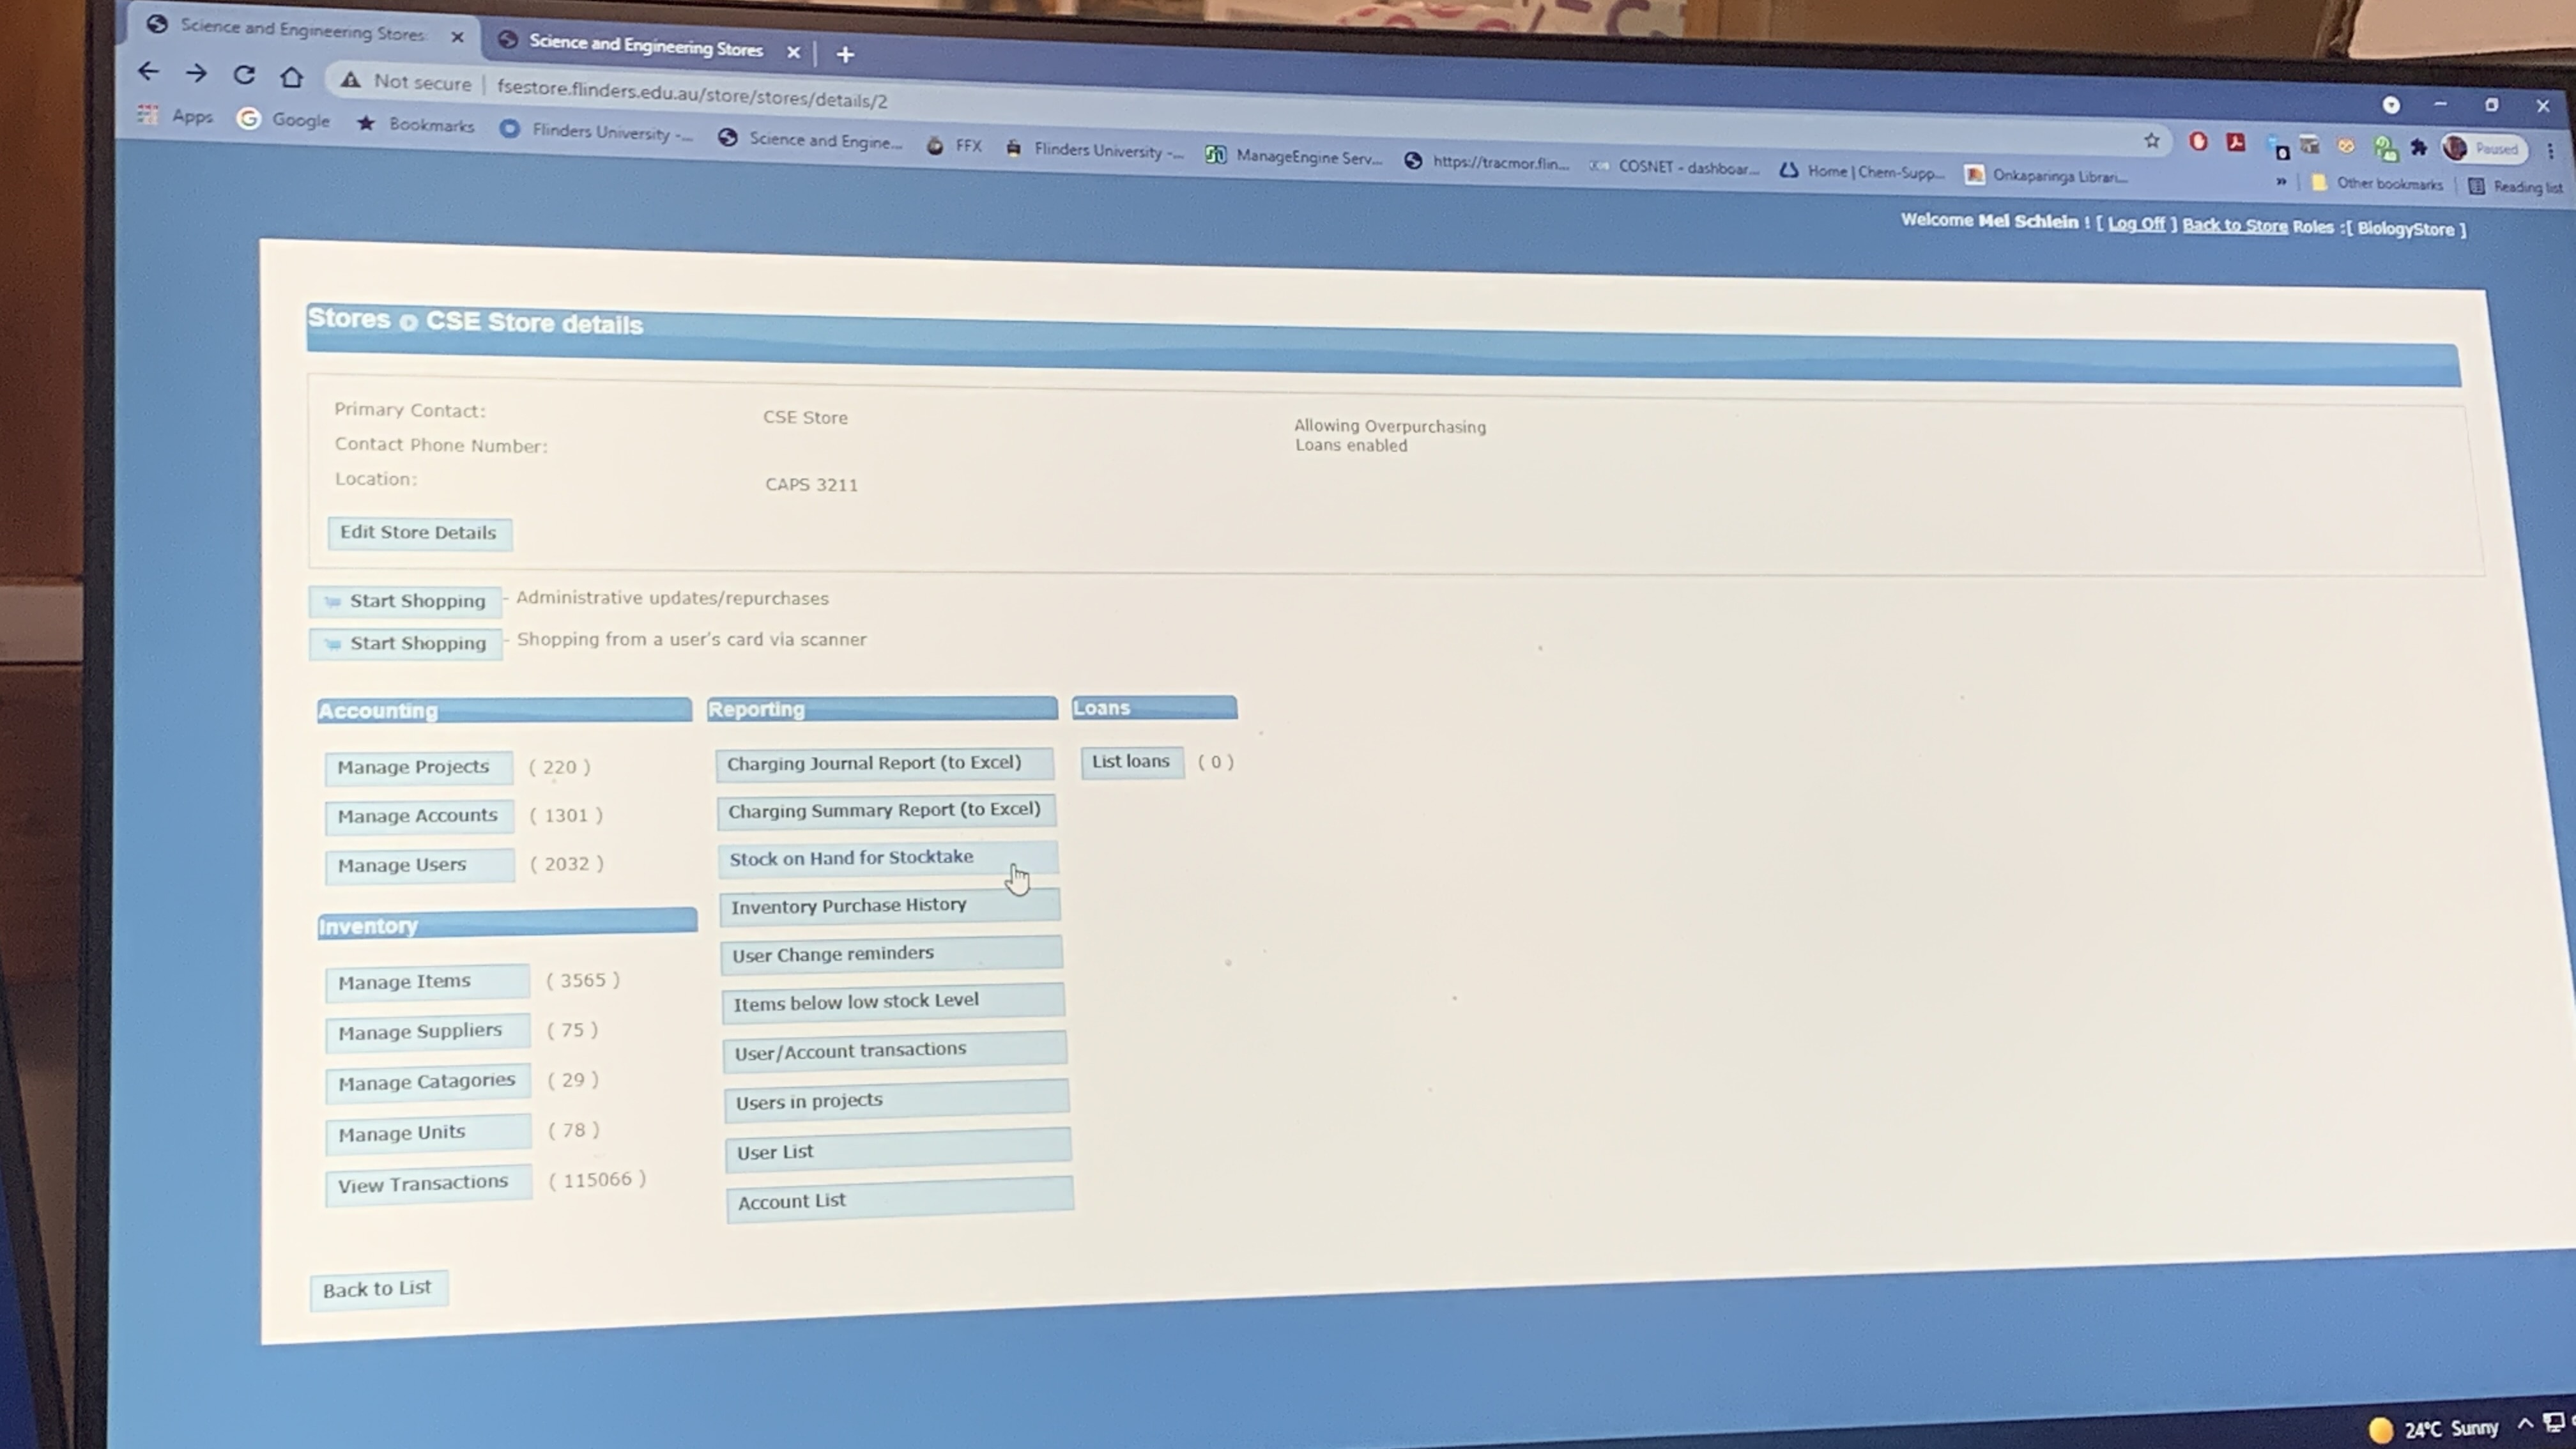 Science and Engineering Stores
Science and Engineering Stores
Not secure | fsestore.flinders.edu.au/store/stores/details/2
Apps Google Bookmarks Flinders University -... Science and Engine... FFX Flinders University -... ManageEngine Serv... https://tracmor.flin... COSNET - dashboar... Home | Chem-Supp... Onkaparinga Librari... » Other bookmarks Reading list
Paused
Welcome Mel Schlein ! [ Log Off ] Back to Store Roles :[ BiologyStore ]
Stores CSE Store details
Primary Contact: CSE Store
Allowing Overpurchasing
Contact Phone Number:
Loans enabled
Location: CAPS 3211
Edit Store Details
Start Shopping - Administrative updates/repurchases
Start Shopping - Shopping from a user's card via scanner
Accounting
Manage Projects ( 220 )
Manage Accounts ( 1301 )
Manage Users ( 2032 )
Inventory
Manage Items ( 3565 )
Manage Suppliers ( 75 )
Manage Catagories ( 29 )
Manage Units ( 78 )
View Transactions ( 115066 )
Reporting
Charging Journal Report (to Excel)
Charging Summary Report (to Excel)
Stock on Hand for Stocktake
Inventory Purchase History
User Change reminders
Items below low stock Level
User/Account transactions
Users in projects
User List
Account List
Loans
List loans ( 0 )
Back to List
24°C Sunny